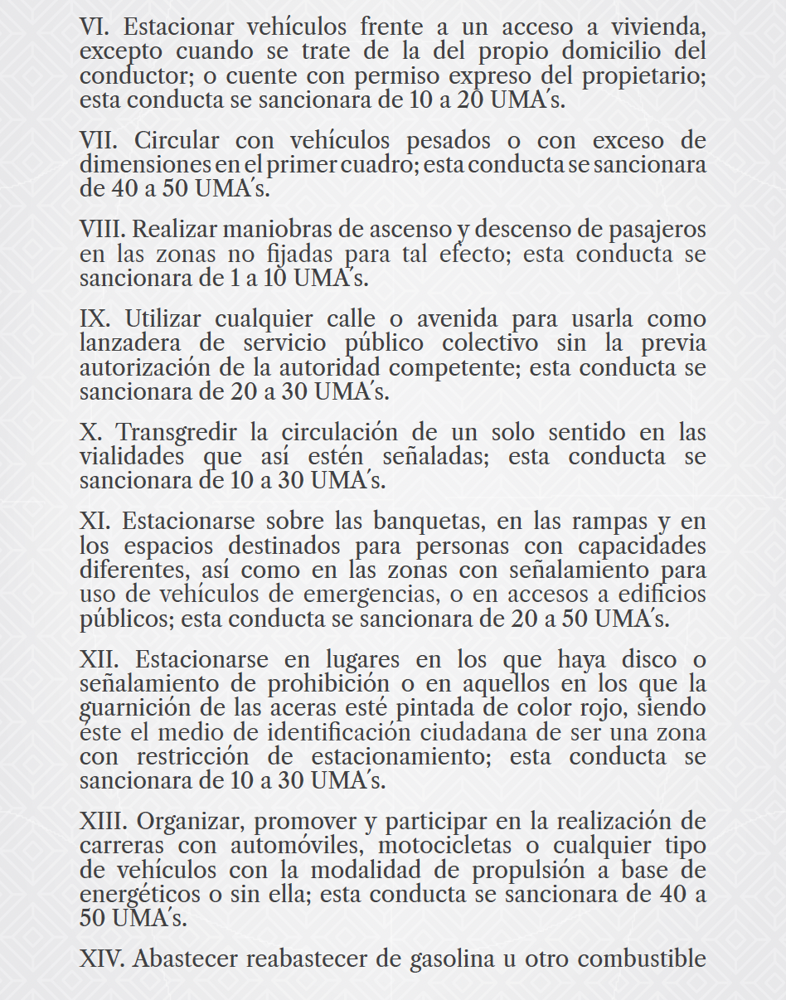 VI. Estacionar vehículos frente a un acceso a vivienda,
excepto cuando se trate de la del propio domicilio del
conductor; o cuente con permiso expreso del propietario;
esta conducta se sancionara de 10 a 20 UMA´s.
VII. Circular con vehículos pesados o con exceso de
dimensiones en el primer cuadro; esta conducta se sancionara
de 40 a 50 UMA´s.
VIII. Realizar maniobras de ascenso y descenso de pasajeros
en las zonas no fijadas para tal efecto; esta conducta se
sancionara de 1 a 10 UMA´s.
IX. Utilizar cualquier calle o avenida para usarla como
lanzadera de servicio público colectivo sin la previa
autorización de la autoridad competente; esta conducta se
sancionara de 20 a 30 UMA´s.
X. Transgredir la circulación de un solo sentido en las
vialidades que así estén señaladas; esta conducta se
sancionara de 10 a 30 UMA´s.
XI. Estacionarse sobre las banquetas, en las rampas y en
los espacios destinados para personas con capacidades
diferentes, así como en las zonas con señalamiento para
uso de vehículos de emergencias, o en accesos a edificios
públicos; esta conducta se sancionara de 20 a 50 UMA´s.
XII. Estacionarse en lugares en los que haya disco o
señalamiento de prohibición o en aquellos en los que la
guarnición de las aceras esté pintada de color rojo, siendo
éste el medio de identificación ciudadana de ser una zona
con restricción de estacionamiento; esta conducta se
sancionara de 10 a 30 UMA´s.
XIII. Organizar, promover y participar en la realización de
carreras con automóviles, motocicletas o cualquier tipo
de vehículos con la modalidad de propulsión a base de
energéticos o sin ella; esta conducta se sancionara de 40 a
50 UMA´s.
XIV. Abastecer reabastecer de gasolina u otro combustible